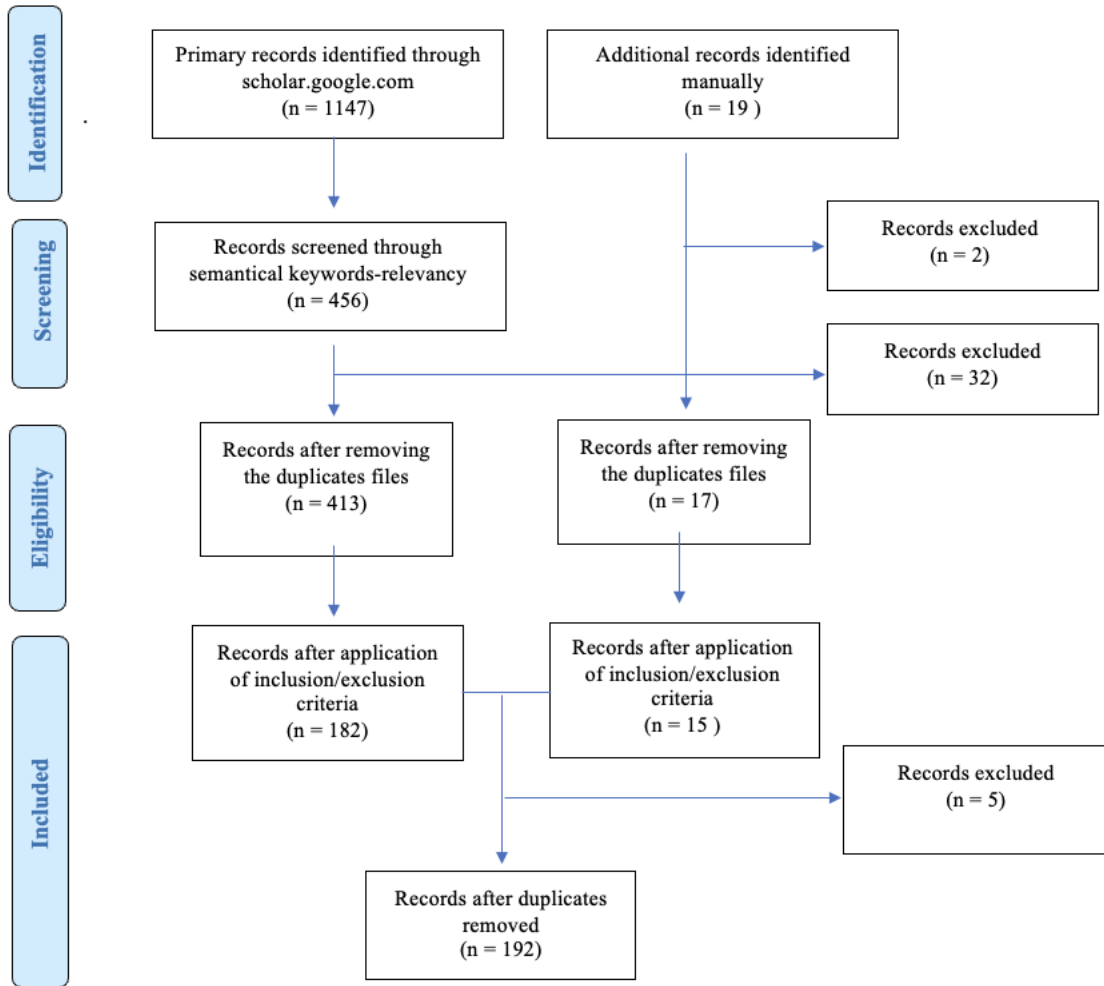 Identification
Primary records identified through
scholar.google.com
(n = 1147)
Additional records identified
manually
(n = 19 )
.
Screening
Records screened through
semantical keywords-relevancy
(n = 456)
Records excluded
(n = 2)
Records excluded
(n = 32)
Eligibility
Records after removing
the duplicates files
(n = 413)
Records after removing
the duplicates files
(n = 17)
Included
Records after application
of inclusion/exclusion
criteria
(n = 182)
Records after application
of inclusion/exclusion
criteria
(n = 15 )
Records excluded
(n = 5)
Records after duplicates
removed
(n = 192)